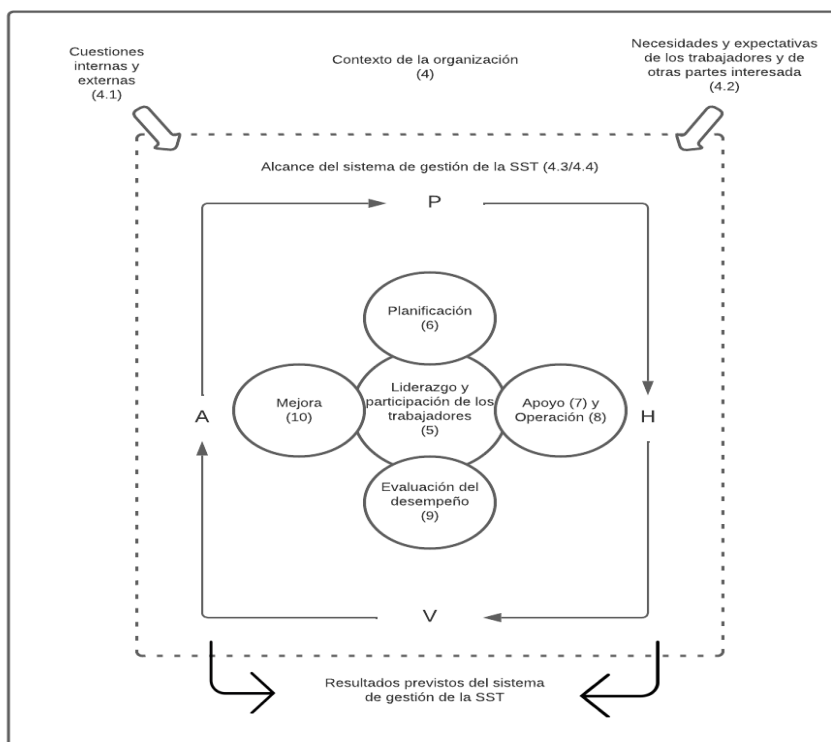 Cuestiones
internas y
externas
(4.1)
Contexto de la organización
(4)
Necesidades y expectativas
de los trabajadores y de
otras partes interesada
(4.2)
Alcance del sistema de gestión de la SST (4.3/4.4)
P
Planificación
(6)
A
Mejora
(10)
Liderazgo y
participación de los
trabajadores
(5)
Apoyo (7) y
Operación (8)
H
Evaluación del
desempeño
(9)
V
Resultados previstos del sistema
de gestión de la SST